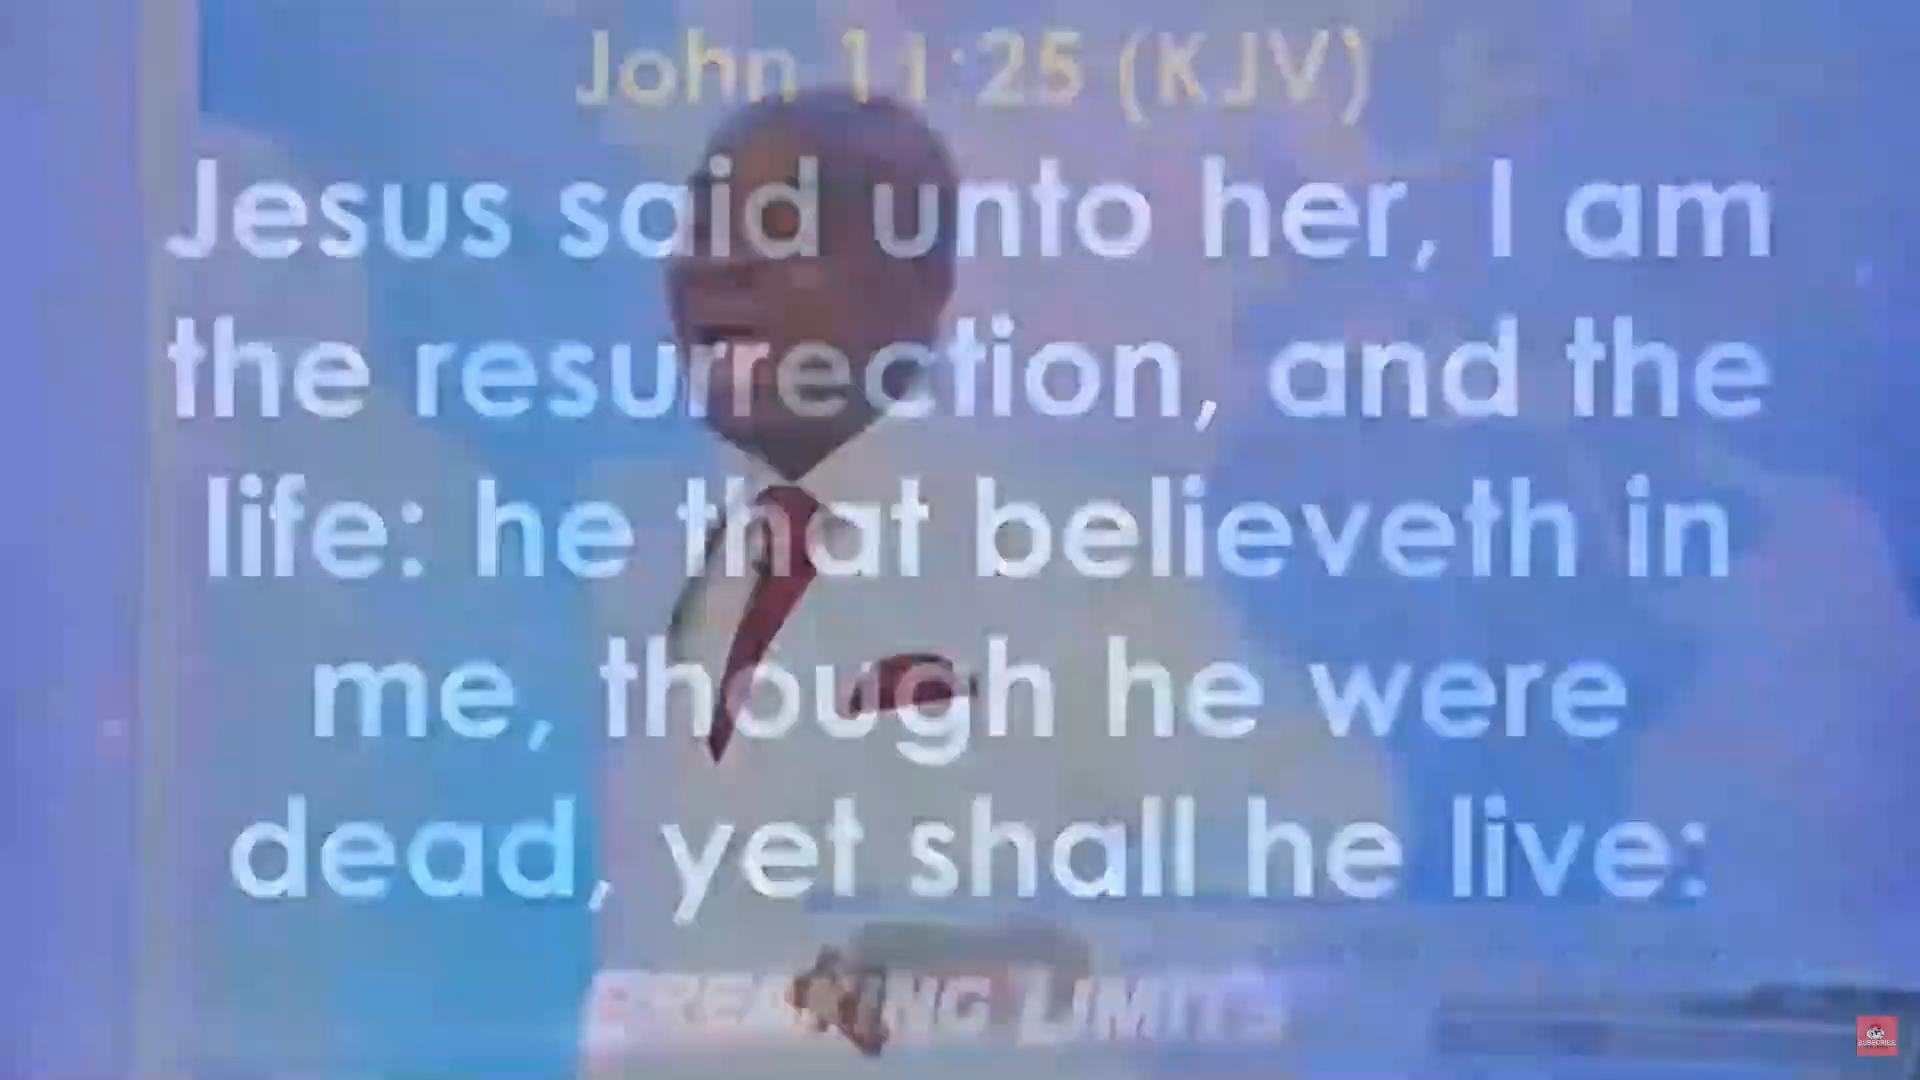 John 11:25 (KJV)
Jesus said unto her, I am
the resurrection, and the
life: he that believeth in
me, though he were
dead, yet shall he live:
BREAKING LIMITS
SUBSCRIBE